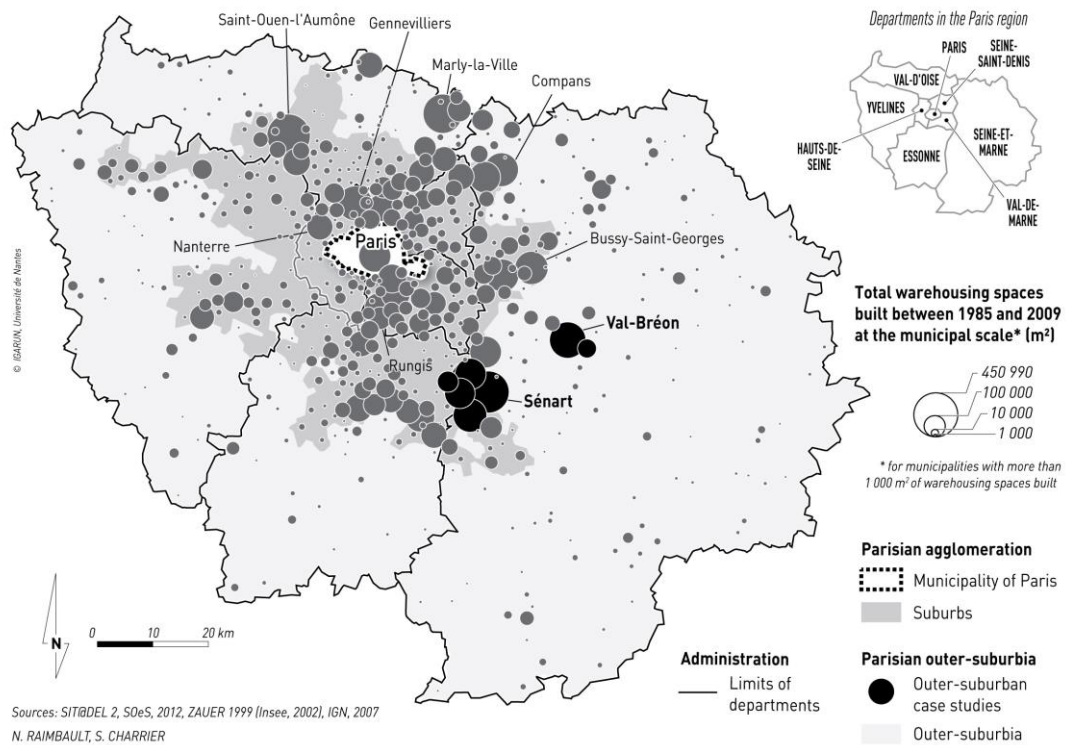 Saint-Ouen-l'Aumône
Gennevilliers
Marly-la-Ville
Compans
Nanterre
Paris
Bussy-Saint-Georges
Val-Bréon
Rungis
Sénart
© IGARUN, Université de Nantes
Departments in the Paris region
PARIS
SEINE-
SAINT-DENIS
VAL-D'OISE
YVELINES
HAUTS-DE-
SEINE
ESSONNE
SEINE-ET-
MARNE
VAL-DE-
MARNE
Total warehousing spaces
built between 1985 and 2009
at the municipal scale* (m²)
450 990
100 000
10 000
1 000
* for municipalities with more than
1 000 m² of warehousing spaces built
Parisian agglomeration
Municipality of Paris
Suburbs
Parisian outer-suburbia
Outer-suburban
case studies
Outer-suburbia
Administration
Limits of
departments
N
0 10 20 km
Sources: SIT@DEL 2, SOeS, 2012, ZAUER 1999 (Insee, 2002), IGN, 2007
N. RAIMBAULT, S. CHARRIER